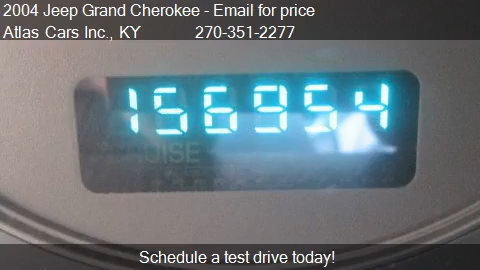 2004 Jeep Grand Cherokee - Email for price
Atlas Cars Inc., KY 270-351-2277
156954
Schedule a test drive today!